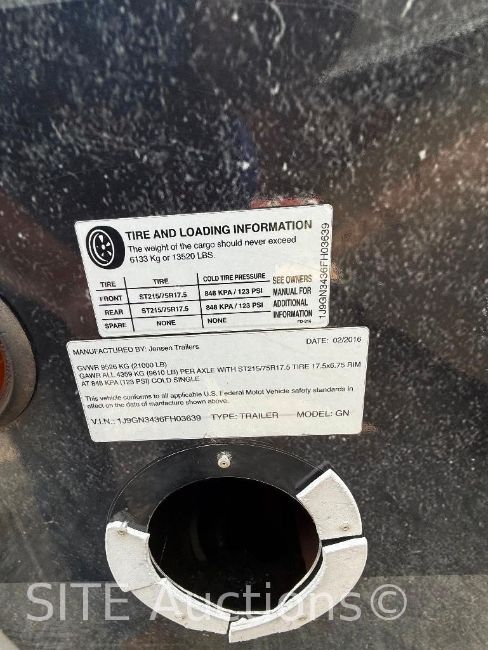 TIRE AND LOADING INFORMATION
The weight of the cargo should never exceed
6133 Kg or 13520 LBS.
TIRE TIRE COLD TIRE PRESSURE
FRONT ST215/75R17.5 848 KPA / 123 PSI
REAR ST215/75R17.5 848 KPA / 123 PSI
SPARE NONE NONE
SEE OWNERS
MANUAL FOR
ADDITIONAL
INFORMATION
1J9GN3436FH03639
MANUFACTURED BY: Jensen Trailers DATE: 02/2016
GVWR 9526 KG (21000 LB)
GAWR ALL 4359 KG (9610 LB) PER AXLE WITH ST215/75R17.5 TIRE 17.5x6.75 RIM
AT 848 KPA (123 PSI) COLD SINGLE
This vehicle conforms to all applicable U.S. Federal Motot Vehicle safety standards in
effect on the date of manfacture shown above.
V.I.N.: 1J9GN3436FH03639 TYPE: TRAILER MODEL: GN
SITE Auctions©